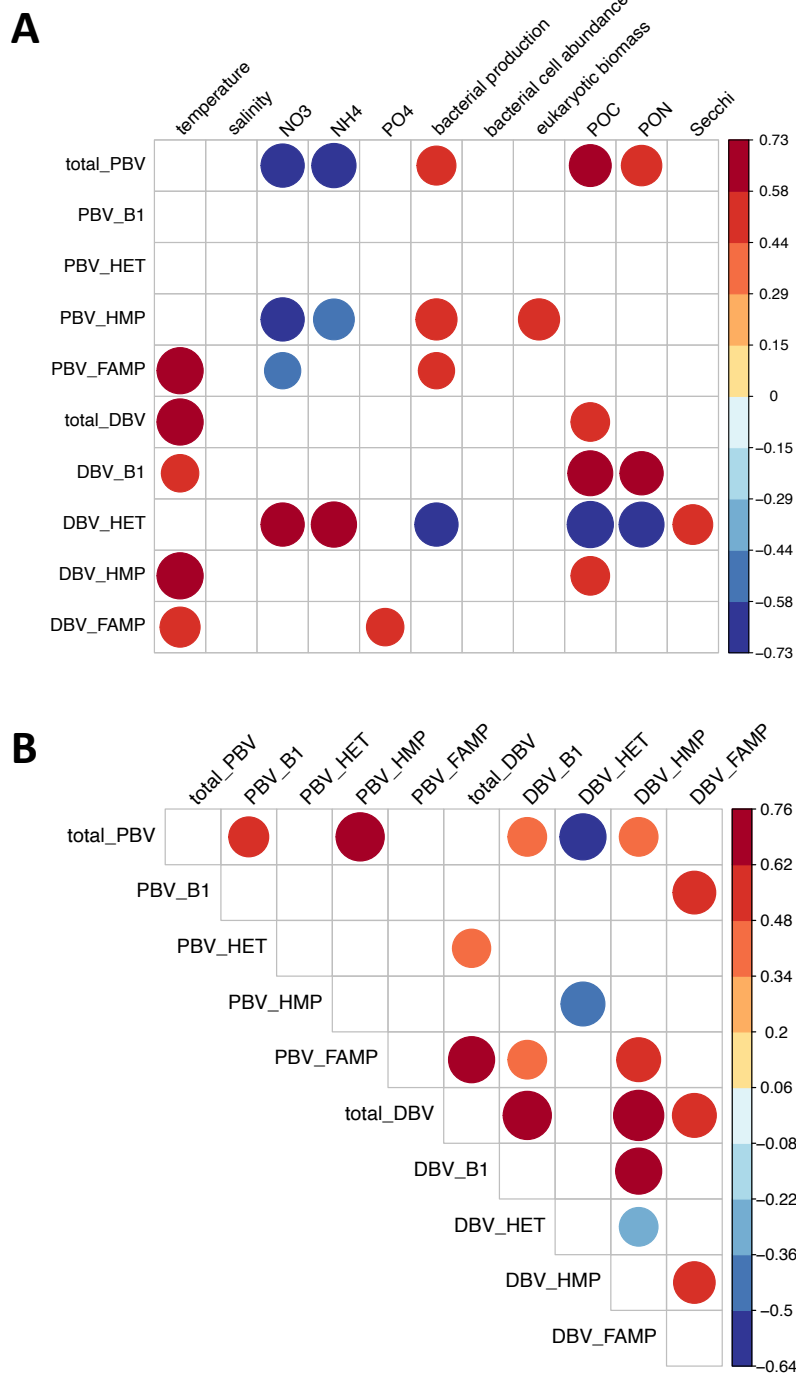 A
temperature salinity NO3 NH4 PO4 bacterial production bacterial cell abundance eukaryotic biomass POC PON Secchi
total_PBV
PBV_B1
PBV_HET
PBV_HMP
PBV_FAMP
total_DBV
DBV_B1
DBV_HET
DBV_HMP
DBV_FAMP
0.73
0.58
0.44
0.29
0.15
0
−0.15
−0.29
−0.44
−0.58
−0.73
B
total_PBV PBV_B1 PBV_HET PBV_HMP PBV_FAMP total_DBV DBV_B1 DBV_HET DBV_HMP DBV_FAMP
total_PBV
PBV_B1
PBV_HET
PBV_HMP
PBV_FAMP
total_DBV
DBV_B1
DBV_HET
DBV_HMP
DBV_FAMP
0.76
0.62
0.48
0.34
0.2
0.06
−0.08
−0.22
−0.36
−0.5
−0.64